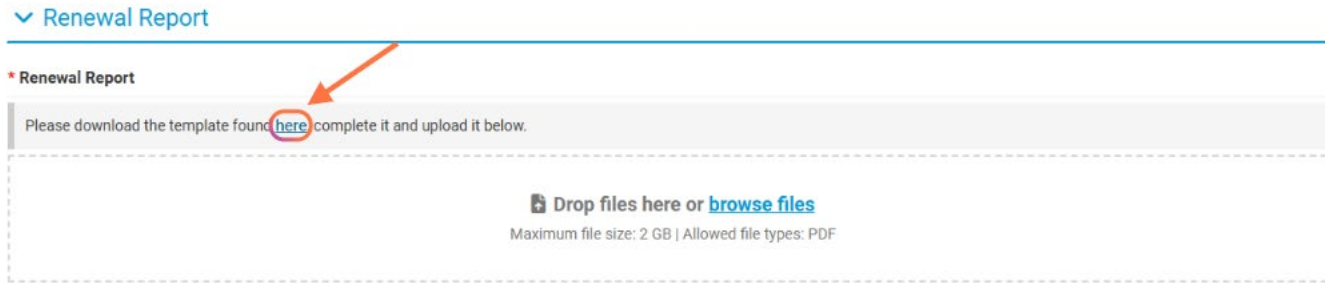 Renewal Report
* Renewal Report
Please download the template found here, complete it and upload it below.
Drop files here or browse files
Maximum file size: 2 GB | Allowed file types: PDF